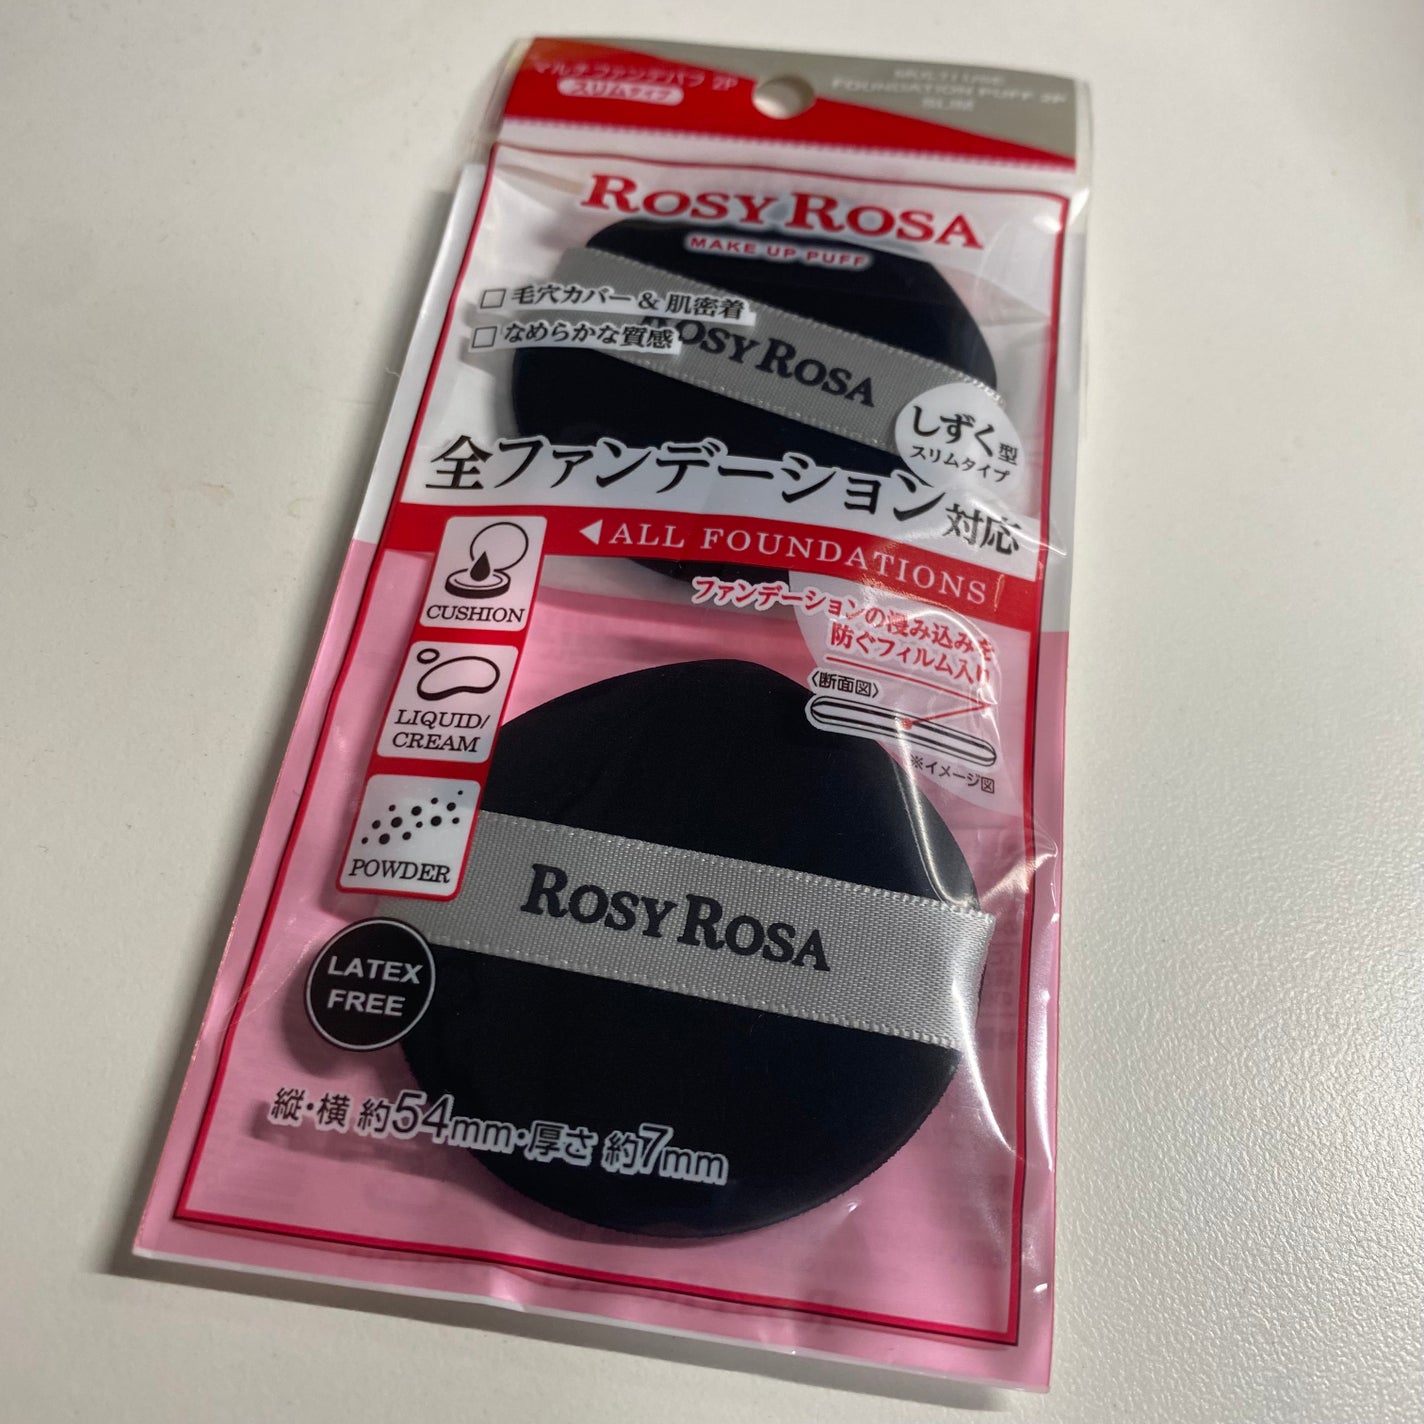 マルチファンデパフ 2P
スリムタイプ
MULTI USE
FOUNDATION PUFF 2P
SLIM
ROSY ROSA
MAKE UP PUFF
□ 毛穴カバー & 肌密着
□ なめらかな質感
ROSY ROSA
しずく型
スリムタイプ
全ファンデーション対応
◀ALL FOUNDATIONS
CUSHION
ファンデーションの浸み込みを
防ぐフィルム入り
〈断面図〉
※イメージ図
LIQUID/
CREAM
POWDER
ROSY ROSA
LATEX
FREE
縦・横 約54mm・厚さ 約7mm